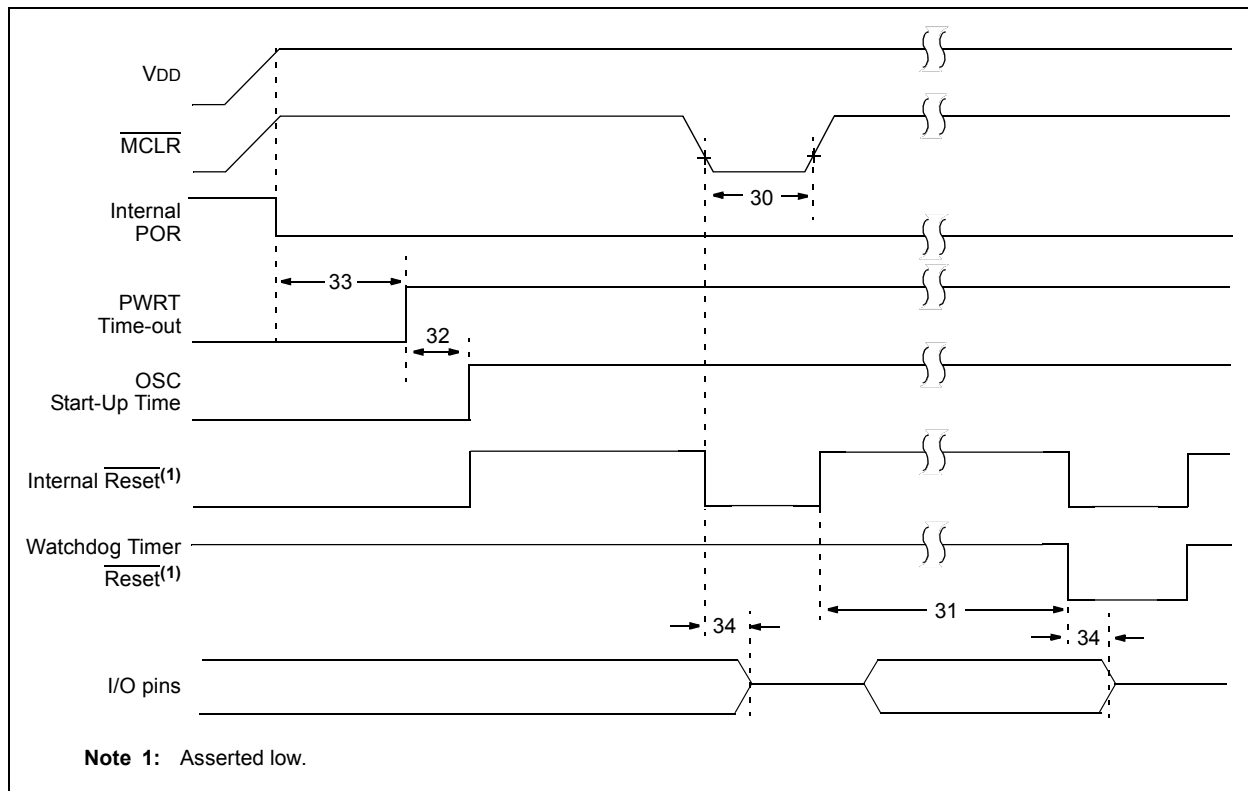 VDD
MCLR
30
Internal
POR
33
PWRT
Time-out
32
OSC
Start-Up Time
Internal Reset(1)
Watchdog Timer
Reset(1)
31
34
34
I/O pins
Note 1: Asserted low.